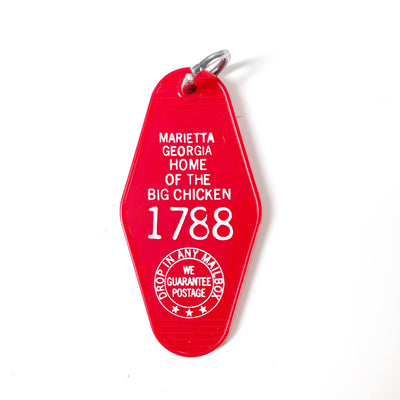 MARIETTA
GEORGIA
HOME
OF THE
BIG CHICKEN
1788
DROP IN ANY MAILBOX
WE
GUARANTEE
POSTAGE